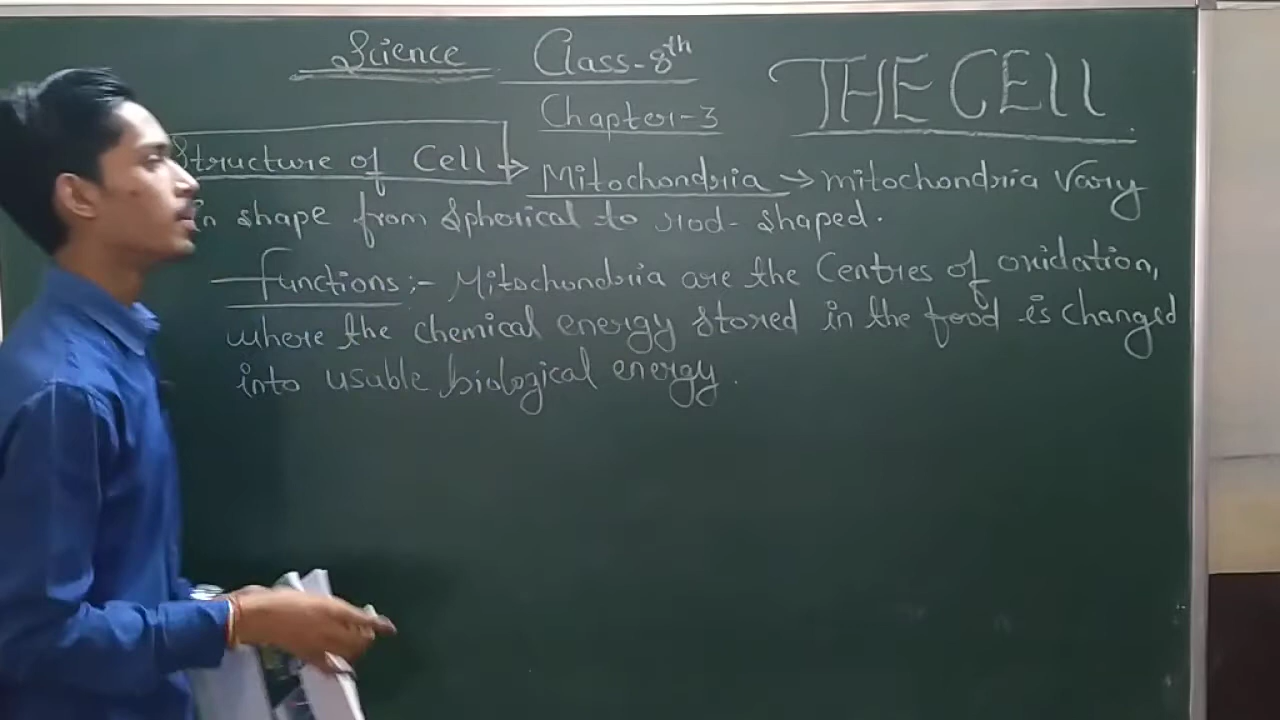 Science Class-8th THE CELL
Chapter-3
Structure of Cell → Mitochondria → mitochondria Vary
in shape from Spherical to rod-shaped.
Functions:- Mitochondria are the Centres of oxidation,
where the chemical energy stored in the food is changed
into usable biological energy.